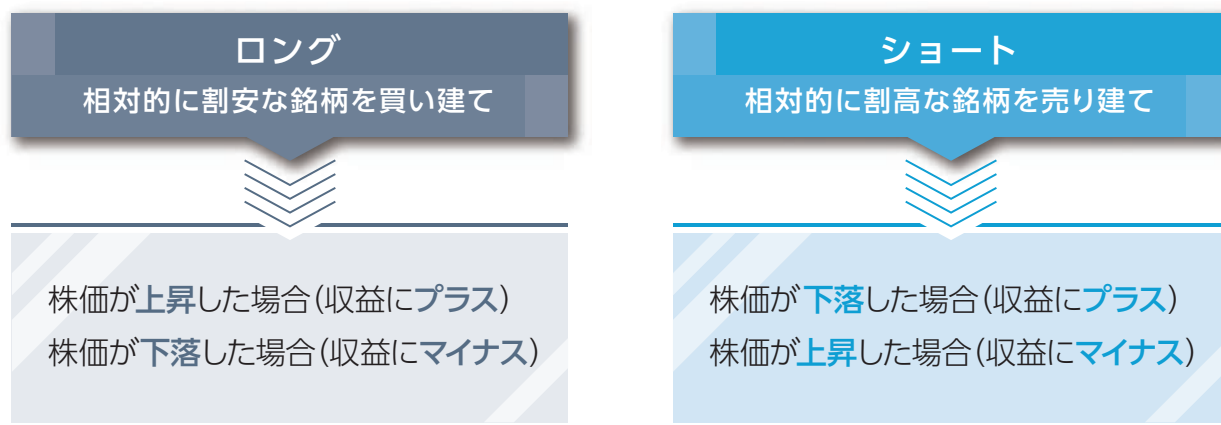 ロング
相対的に割安な銘柄を買い建て
株価が上昇した場合(収益にプラス)
株価が下落した場合(収益にマイナス)
ショート
相対的に割高な銘柄を売り建て
株価が下落した場合(収益にプラス)
株価が上昇した場合(収益にマイナス)